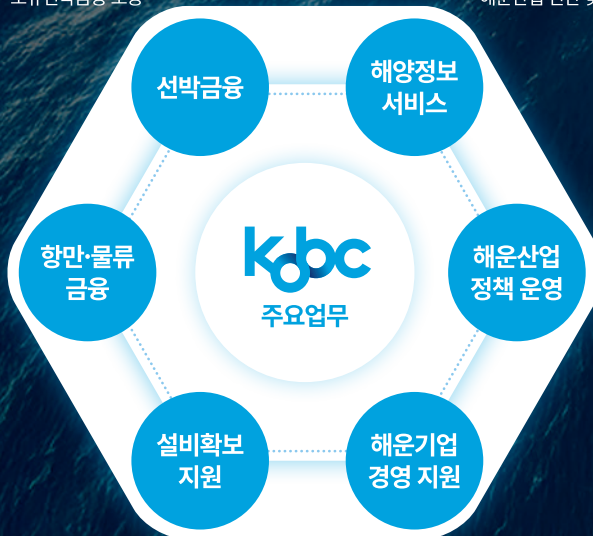 선박금융
해양정보
서비스
항만·물류
금융
kobc
주요업무
해운산업
정책 운영
설비확보
지원
해운기업
경영 지원